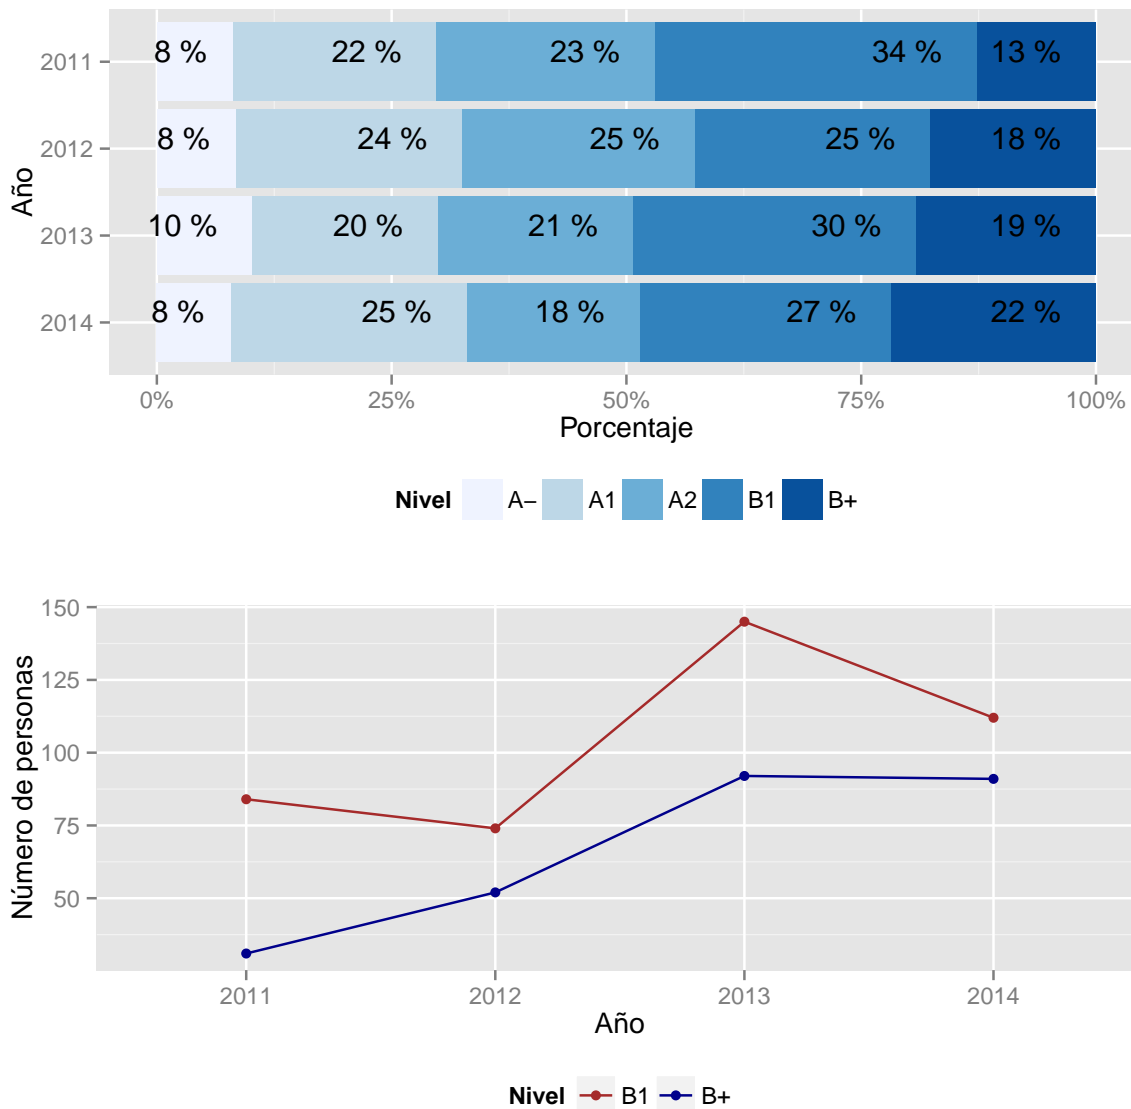 2011 8 % 22 % 23 % 34 % 13 %
2012 8 % 24 % 25 % 25 % 18 %
2013 10 % 20 % 21 % 30 % 19 %
2014 8 % 25 % 18 % 27 % 22 %
Año
0% 25% 50% 75% 100%
Porcentaje
Nivel A− A1 A2 B1 B+
150
125
100
75
50
Número de personas
2011 2012 2013 2014
Año
Nivel B1 B+